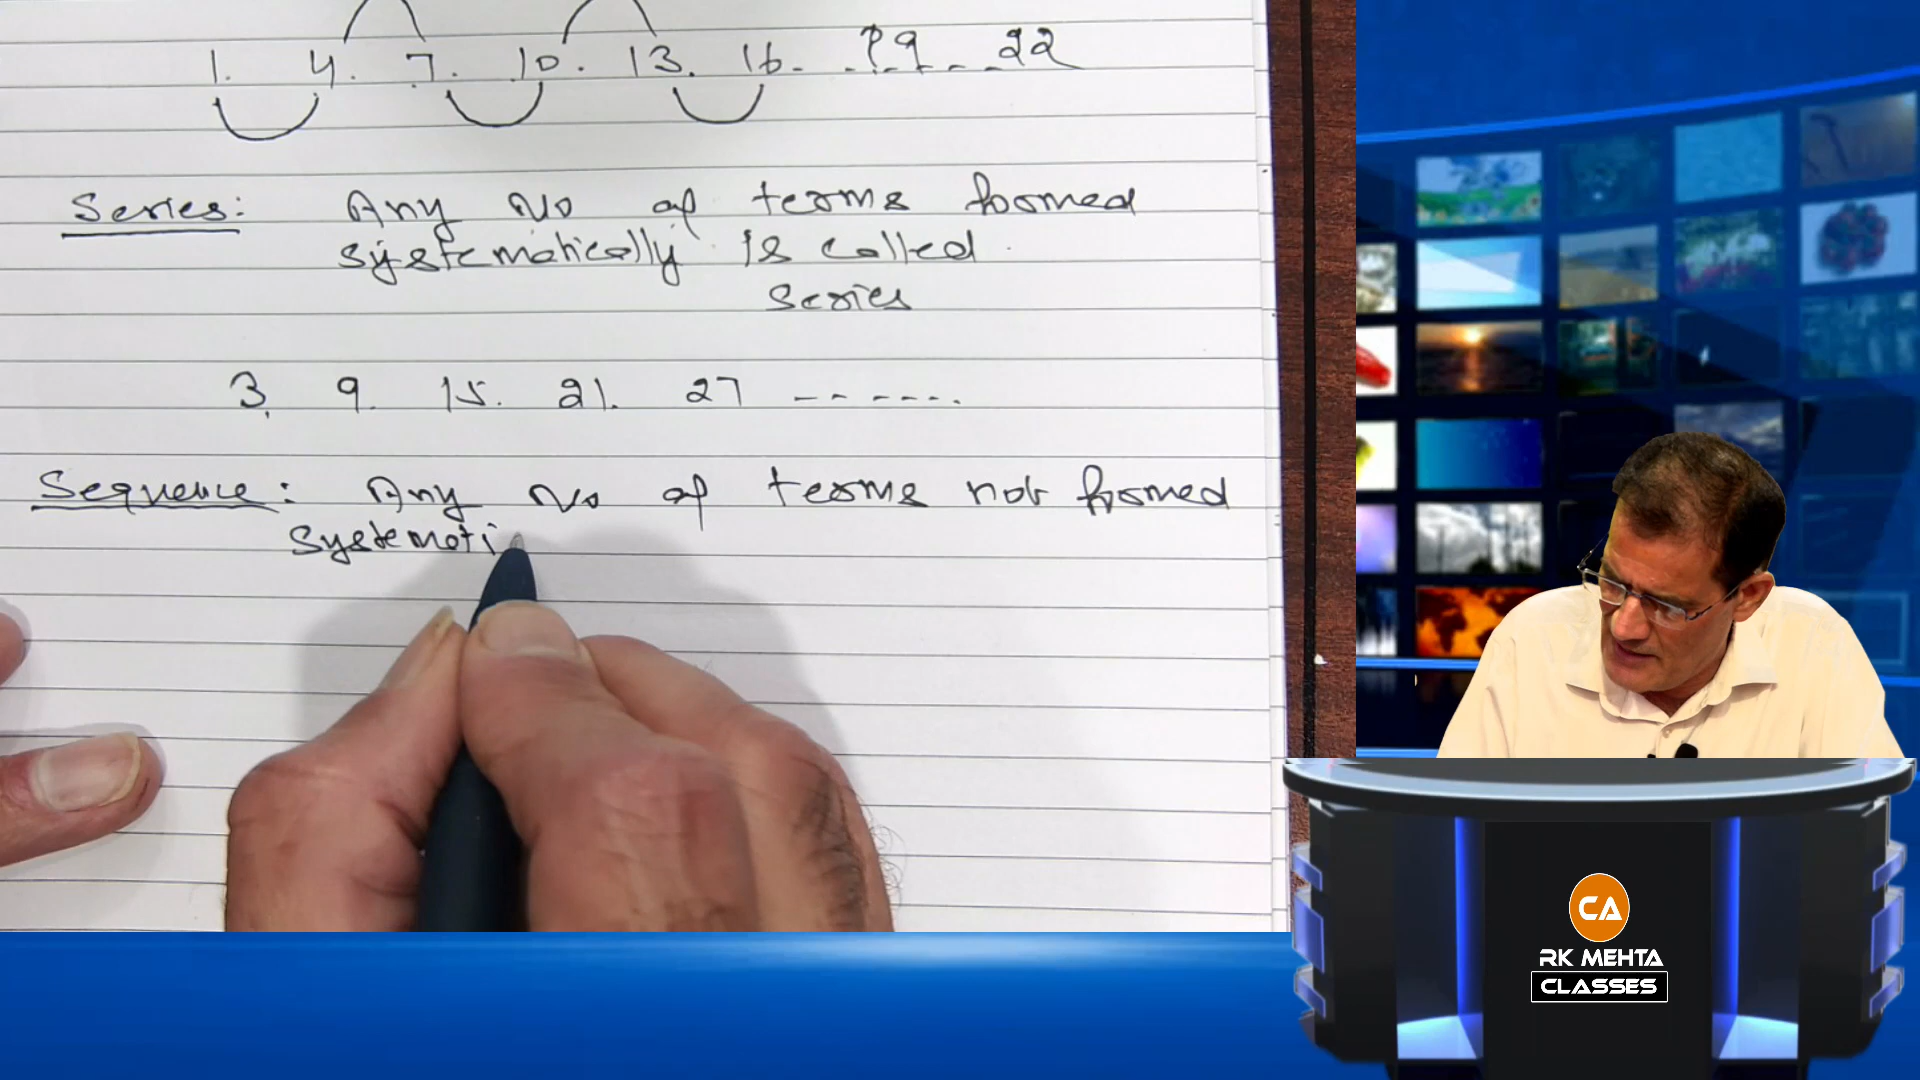 1. 4. 7. 10. 13. 16. 19 22
Series: Any No of terms formed
systematically is called
series
3, 9. 15. 21. 27 -------
Sequence: Any No of terms not formed
Systemati
CA
RK MEHTA
CLASSES